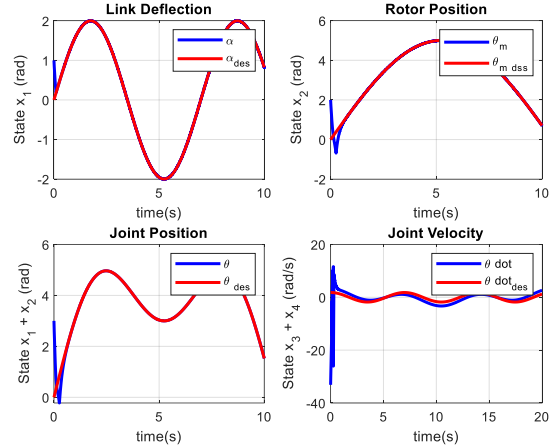 Link Deflection
2
1
0
-1
-2
0
5
10
State x1 (rad)
time(s)
α
αdes
Rotor Position
6
4
2
0
-2
0
5
10
State x2 (rad)
time(s)
θm
θm dss
Joint Position
6
4
2
0
0
5
10
State x1 + x2 (rad)
time(s)
θ
θ des
Joint Velocity
20
0
-20
-40
0
5
10
15
20
State x3 + x4 (rad/s)
time(s)
θ dot
θ dotdes